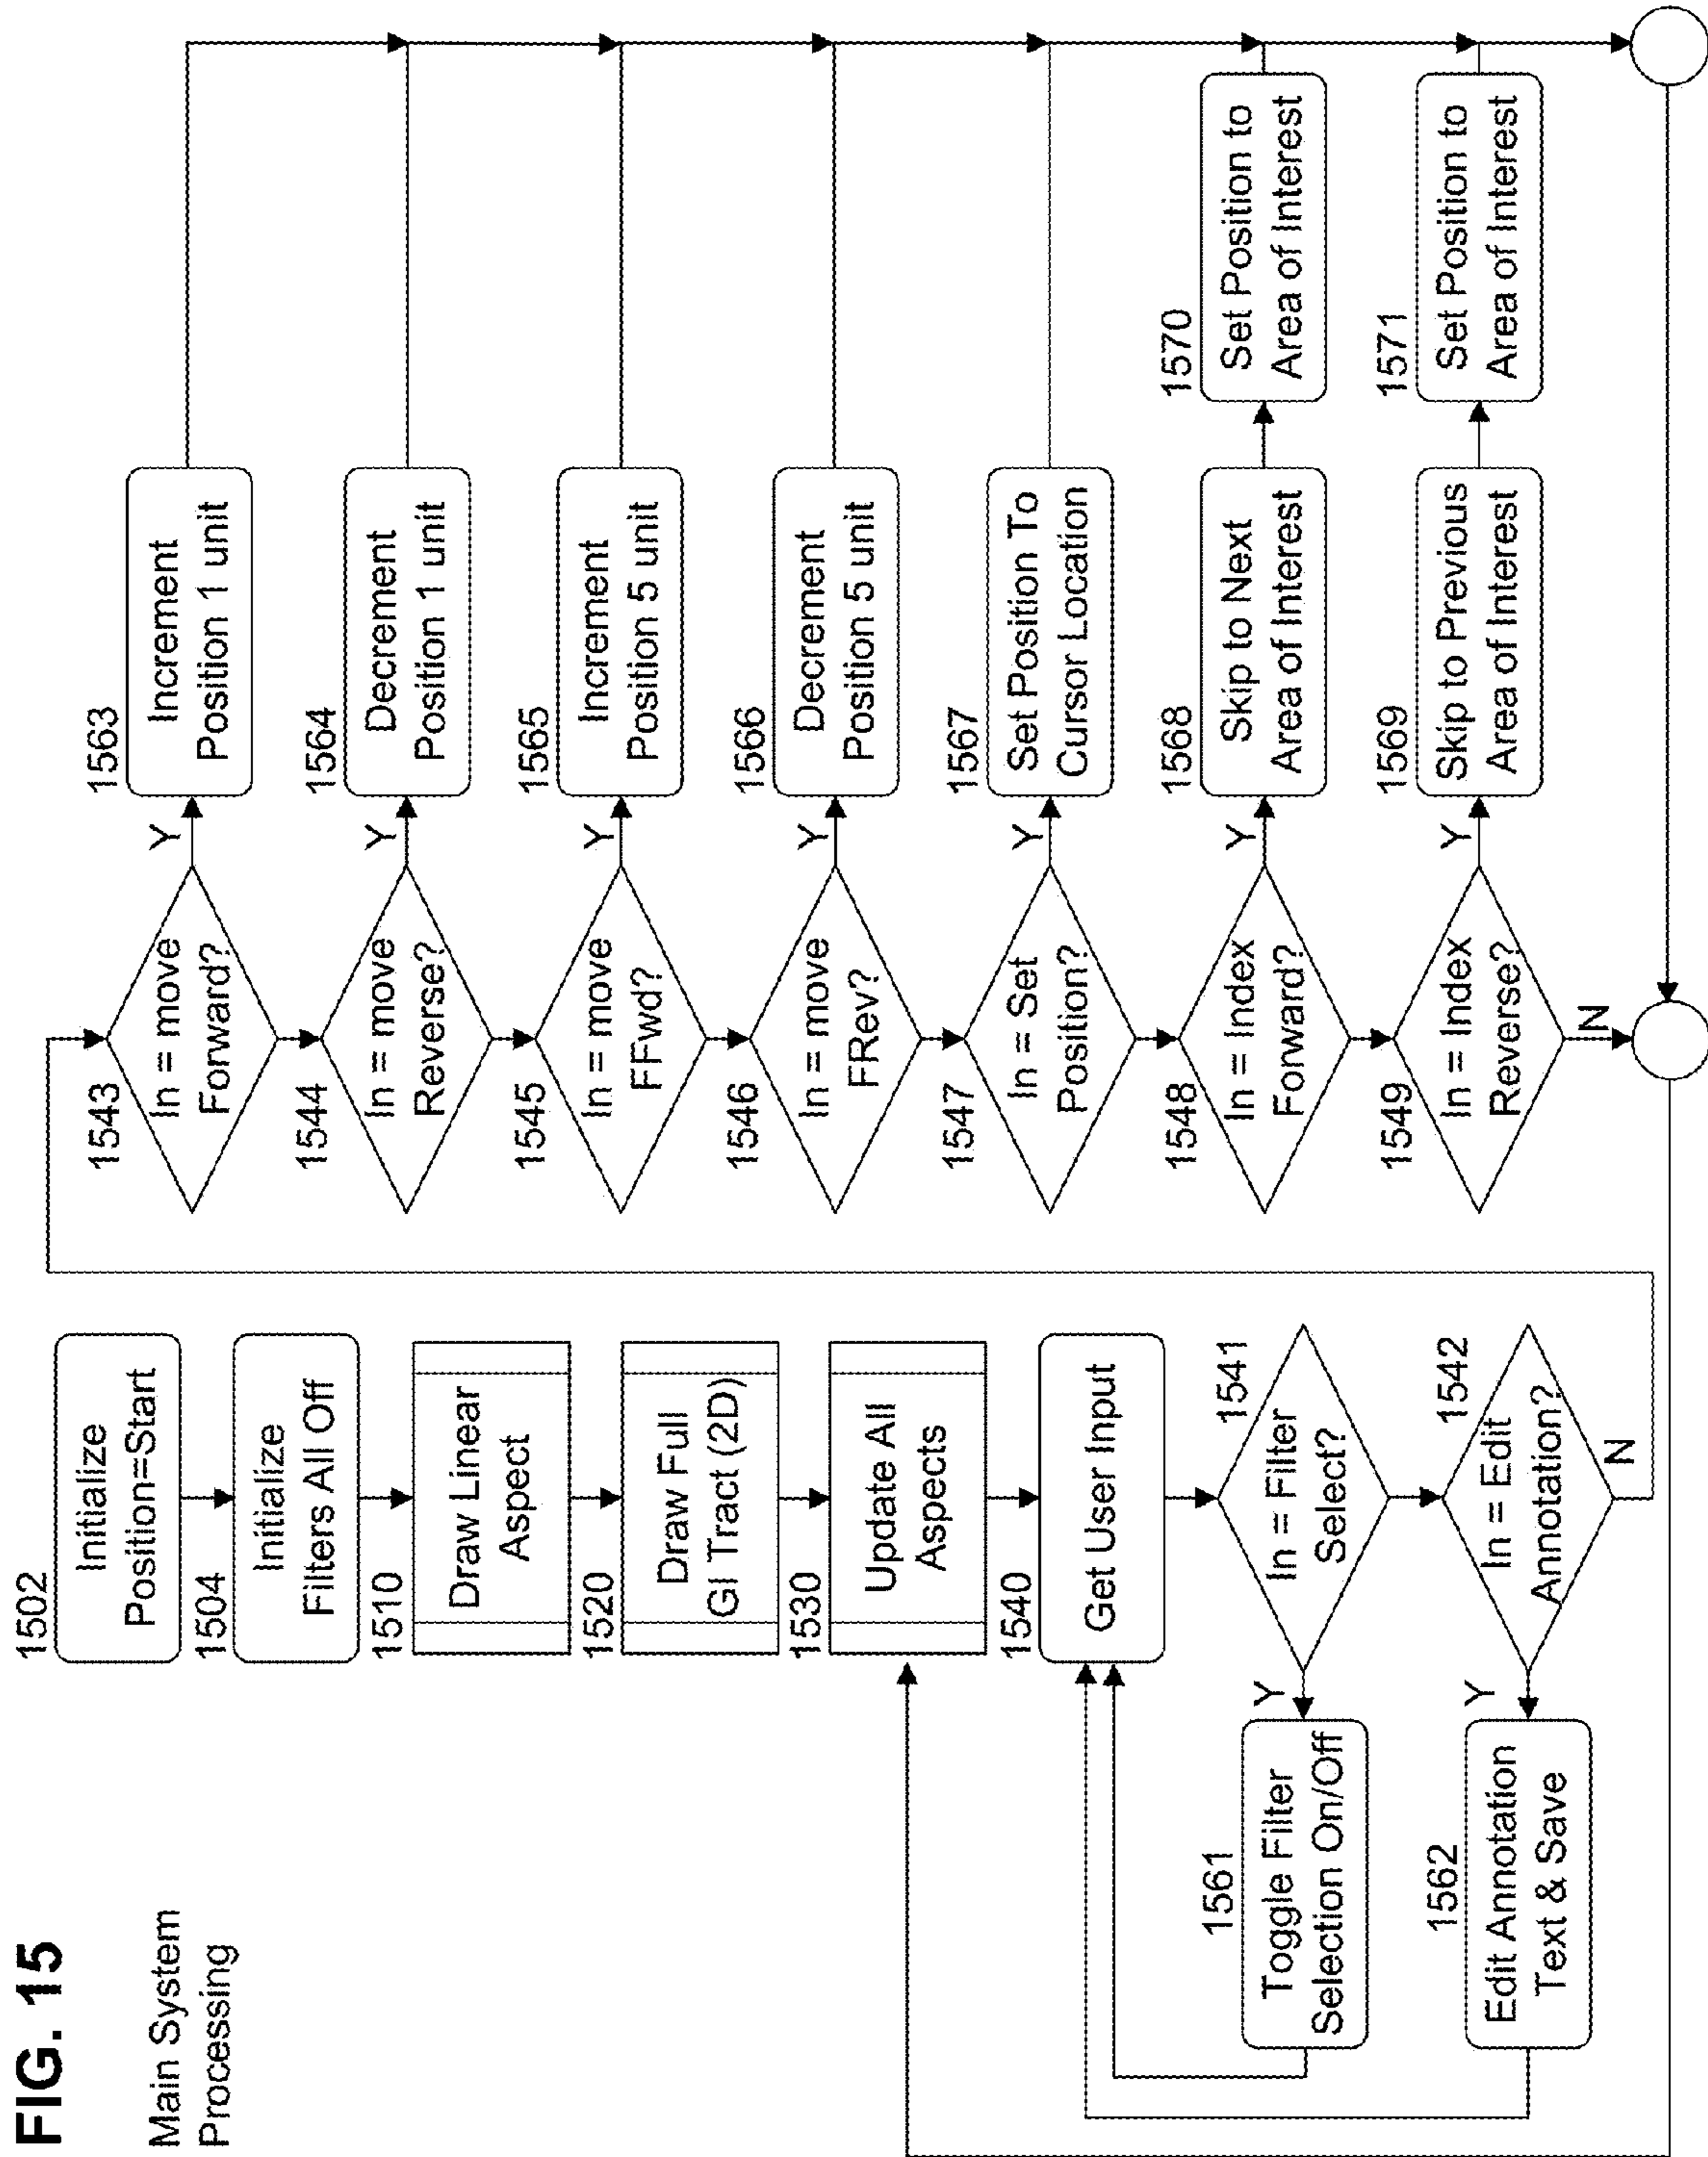 FIG. 15
Main System
Processing
1502
Initialize
Position=Start
1504
Initialize
Filters All Off
1510
Draw Linear
Aspect
1520
Draw Full
GI Tract (2D)
1530
Update All
Aspects
1540
Get User Input
1541
In = Filter
Select?
Y
1561
Toggle Filter
Selection On/Off
1542
In = Edit
Annotation?
Y
N
1562
Edit Annotation
Text & Save
1543
In = move
Forward?
Y
1563
Increment
Position 1 unit
1544
In = move
Reverse?
Y
1564
Decrement
Position 1 unit
1545
In = move
FFwd?
Y
1565
Increment
Position 5 unit
1546
In = move
FRev?
Y
1566
Decrement
Position 5 unit
1547
In = Set
Position?
Y
1567
Set Position To
Cursor Location
1548
In = Index
Forward?
Y
1568
Skip to Next
Area of Interest
1570
Set Position to
Area of Interest
1549
In = Index
Reverse?
Y
N
1569
Skip to Previous
Area of Interest
1571
Set Position to
Area of Interest